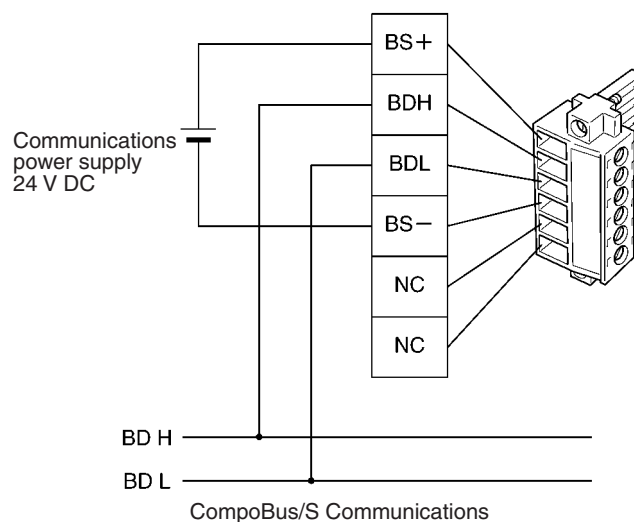 BS+
BDH
Communications
power supply
24 V DC
BDL
BS−
NC
NC
BD H
BD L
CompoBus/S Communications